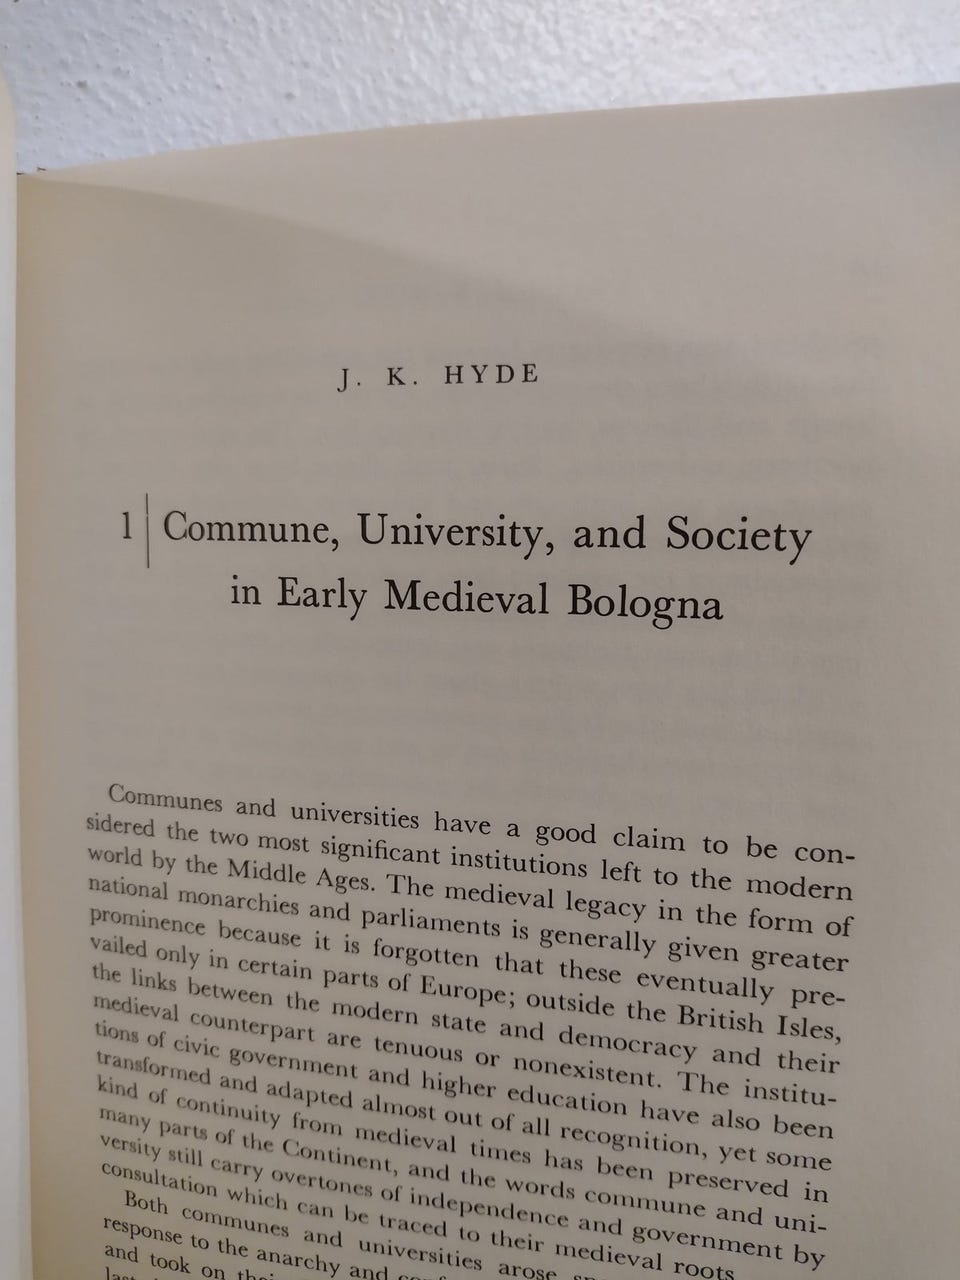 J. K. HYDE
1 Commune, University, and Society
in Early Medieval Bologna
Communes and universities have a good claim to be con-
sidered the two most significant institutions left to the modern
world by the Middle Ages. The medieval legacy in the form of
national monarchies and parliaments is generally given greater
prominence because it is forgotten that these eventually pre-
vailed only in certain parts of Europe; outside the British Isles,
the links between the modern state and democracy and their
medieval counterpart are tenuous or nonexistent. The institu-
tions of civic government and higher education have also been
transformed and adapted almost out of all recognition, yet some
kind of continuity from medieval times has been preserved in
many parts of the Continent, and the words commune and uni-
versity still carry overtones of independence and government by
consultation which can be traced to their medieval roots
Both communes and universities arose
response to the anarchy and
and took on